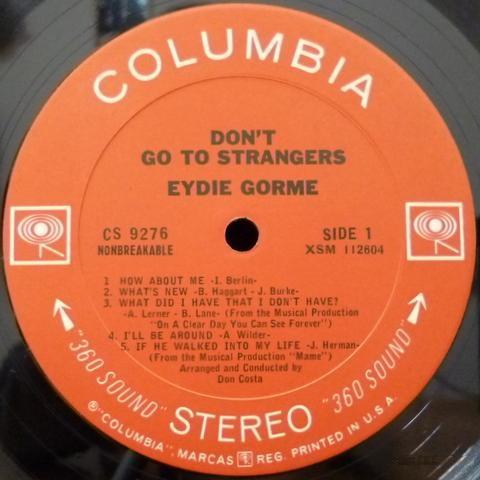 COLUMBIA
DON'T
GO TO STRANGERS
EYDIE GORME
CS 9276
NONBREAKABLE
SIDE 1
XSM 112604
1 HOW ABOUT ME -I. Berlin-
2. WHAT'S NEW -B. Haggart- J. Burke-
3. WHAT DID I HAVE THAT I DON'T HAVE?
-A. Lerner - B. Lane- (From the Musical Production
"On A Clear Day You Can See Forever")
4. I'LL BE AROUND -A. Wilder-
5. IF HE WALKED INTO MY LIFE -J. Herman-
(From the Musical Production "Mame")
Arranged and Conducted by
Don Costa
"360 SOUND" STEREO "360 SOUND"
℗"COLUMBIA", MARCAS REG. PRINTED IN U.S.A.